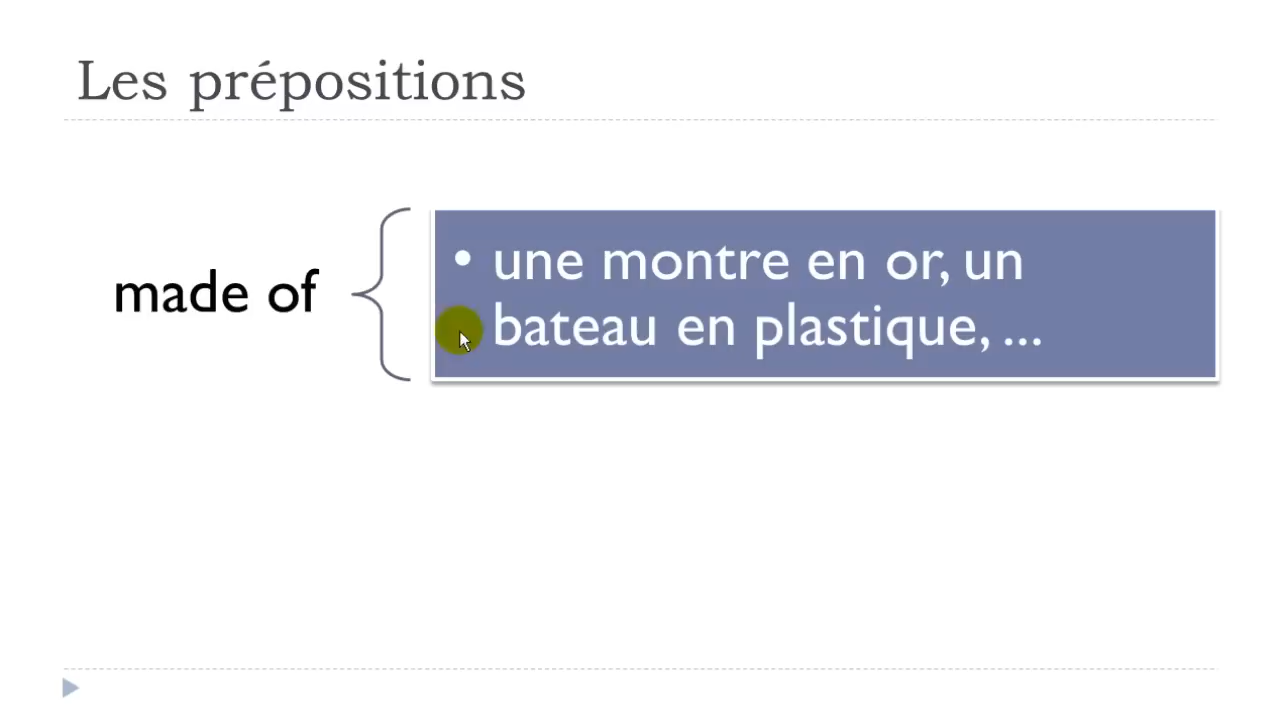 Les prépositions
made of
• une montre en or, un
bateau en plastique, ...